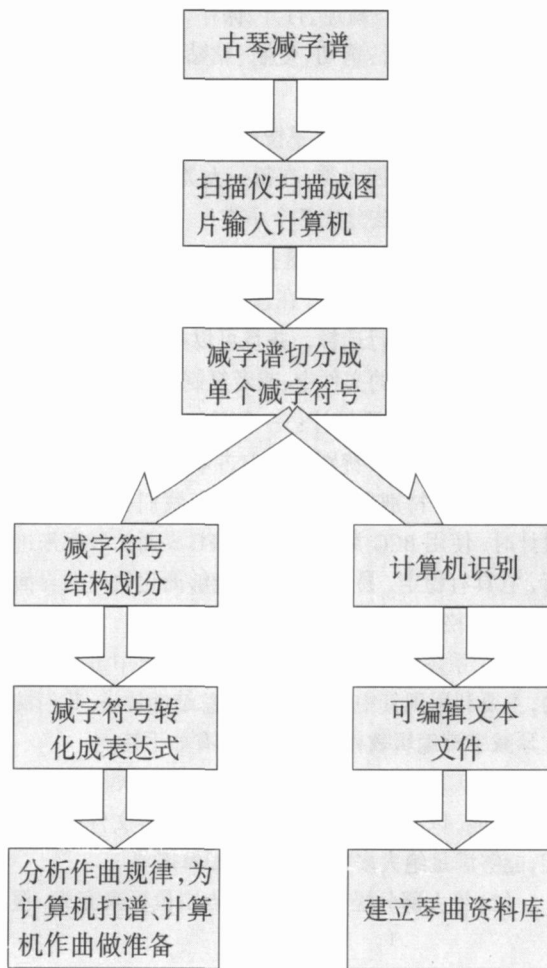 古琴减字谱
扫描仪扫描成图
片输入计算机
减字谱切分成
单个减字符号
减字符号
结构划分
计算机识别
减字符号转
化成表达式
可编辑文本
文件
分析作曲规律,为
计算机打谱、计算
机作曲做准备
建立琴曲资料库